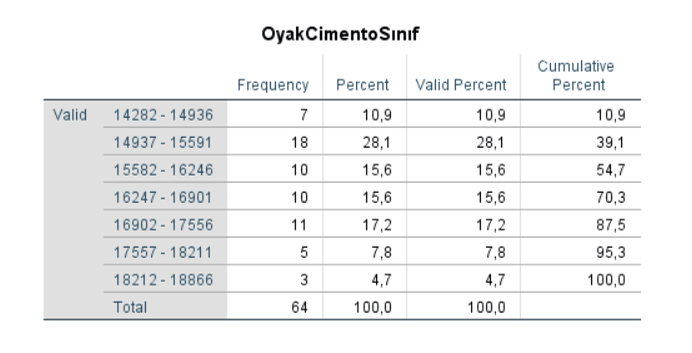 OyakCimentoSınıf
Frequency Percent Valid Percent Cumulative Percent
Valid 14282 - 14936 7 10,9 10,9 10,9
14937 - 15591 18 28,1 28,1 39,1
15582 - 16246 10 15,6 15,6 54,7
16247 - 16901 10 15,6 15,6 70,3
16902 - 17556 11 17,2 17,2 87,5
17557 - 18211 5 7,8 7,8 95,3
18212 - 18866 3 4,7 4,7 100,0
Total 64 100,0 100,0